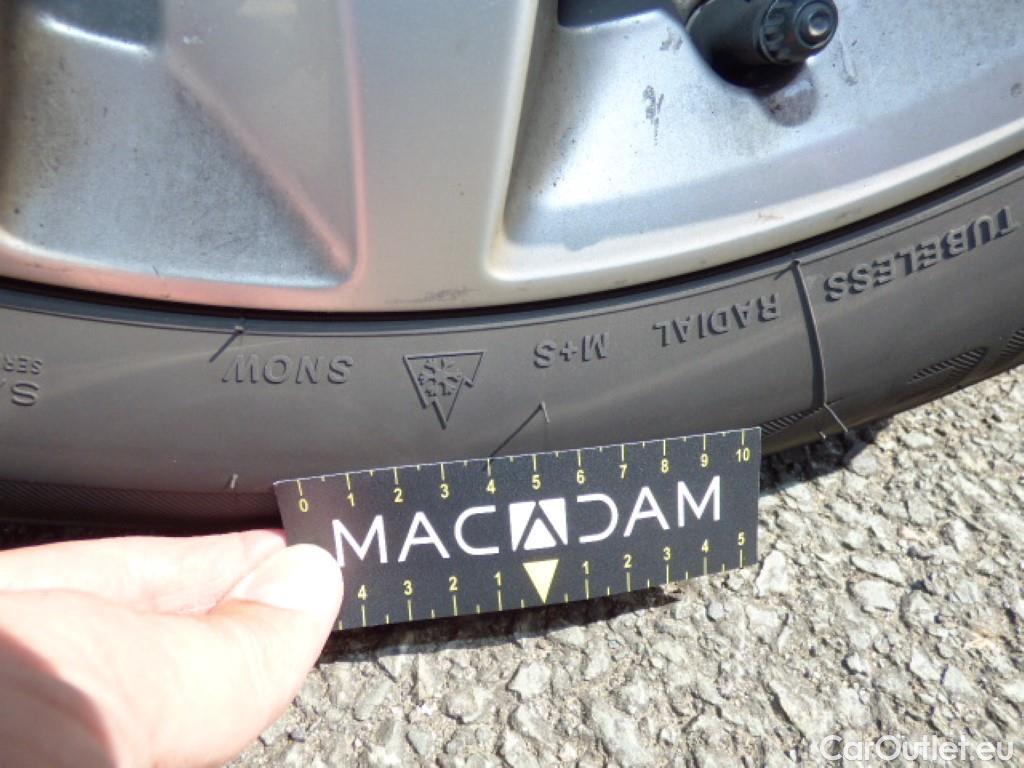 TUBELESS
RADIAL
M+S
SNOW
SER
0 1 2 3 4 5 6 7 8 9 10
MACADAM
4 3 2 1 1 2 3 4 5
CarOutlet.eu